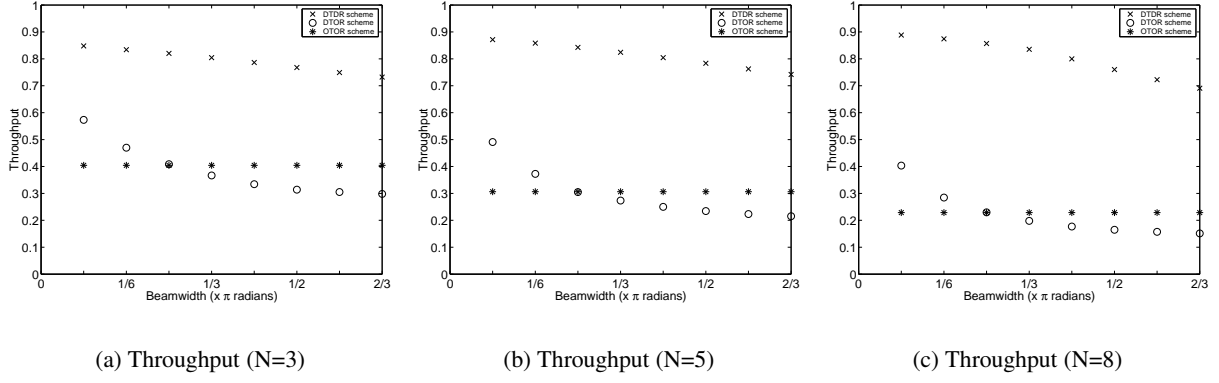 1
0.9
0.8
0.7
0.6
0.5
0.4
0.3
0.2
0.1
0
Throughput
DTDR scheme
DTOR scheme
OTOR scheme
0 1/6 1/3 1/2 2/3
Beamwidth (x π radians)
(a) Throughput (N=3)
1
0.9
0.8
0.7
0.6
0.5
0.4
0.3
0.2
0.1
0
Throughput
DTDR scheme
DTOR scheme
OTOR scheme
0 1/6 1/3 1/2 2/3
Beamwidth (x π radians)
(b) Throughput (N=5)
1
0.9
0.8
0.7
0.6
0.5
0.4
0.3
0.2
0.1
0
Throughput
DTDR scheme
DTOR scheme
OTOR scheme
0 1/6 1/3 1/2 2/3
Beamwidth (x π radians)
(c) Throughput (N=8)